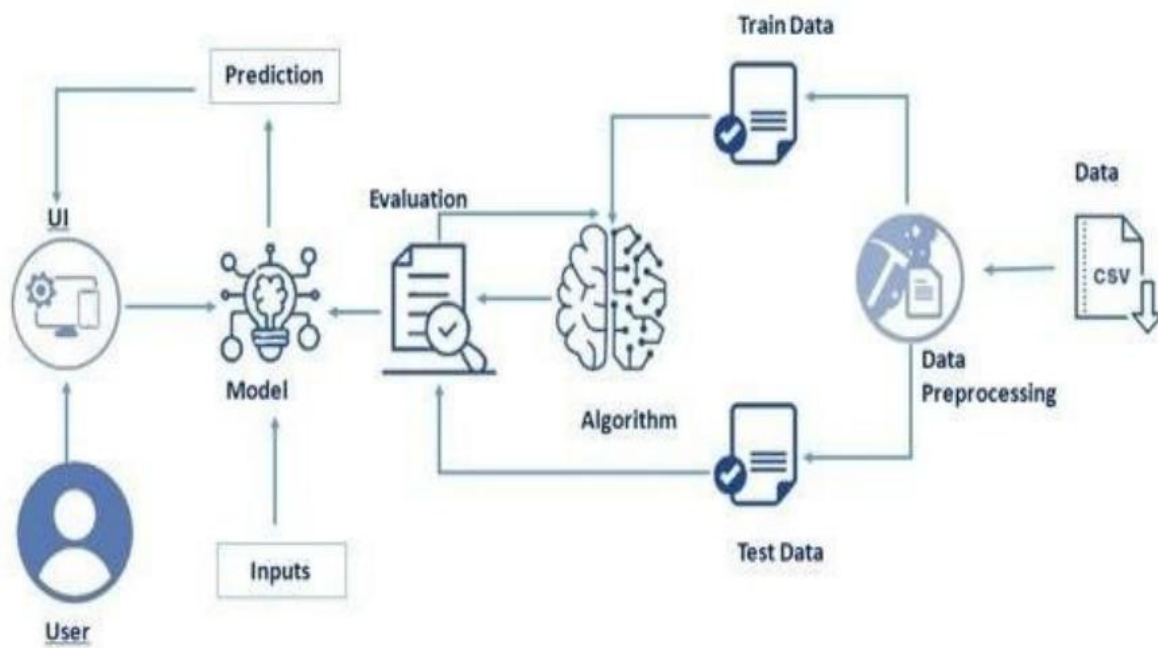 Train Data
Prediction
Evaluation
Data
UI
CSV
Model
Data
Preprocessing
Algorithm
Inputs
Test Data
User